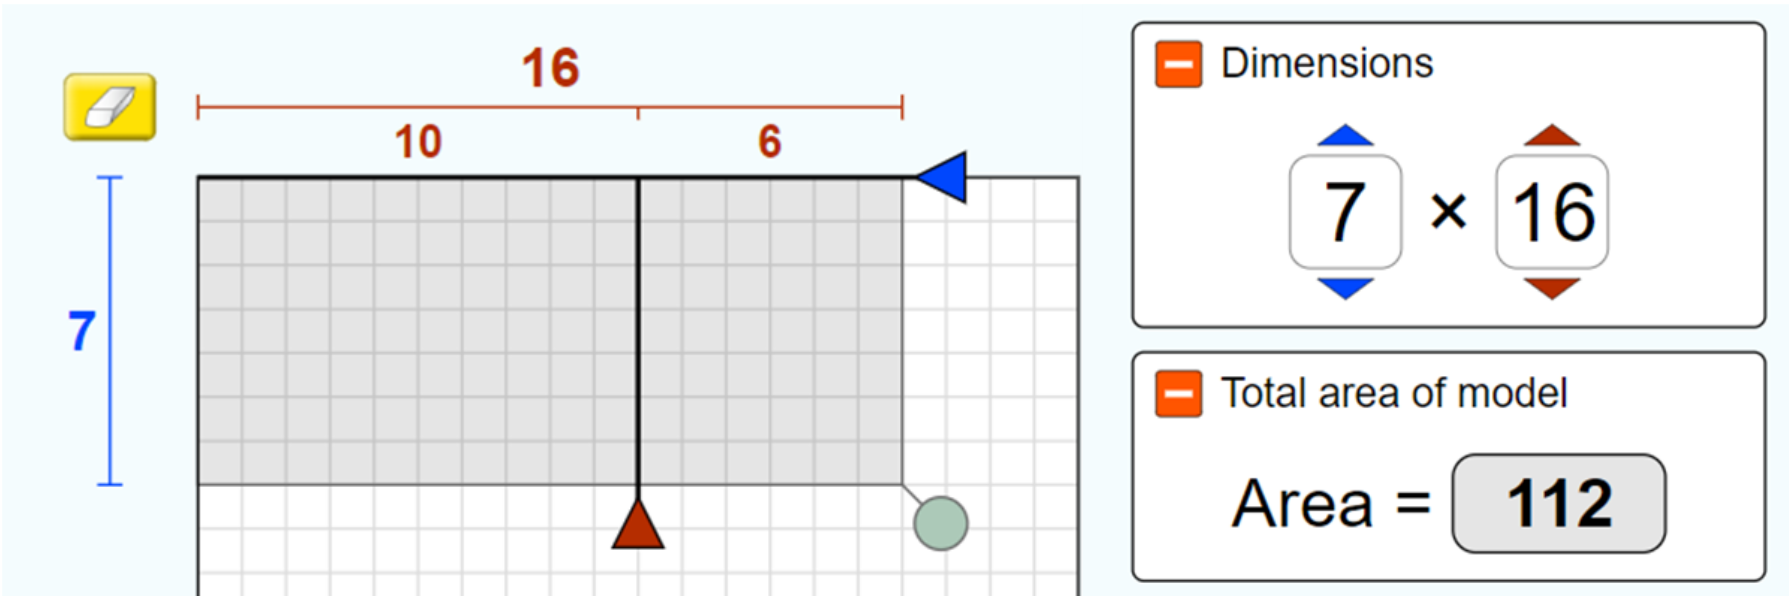 16
10 6
7
Dimensions
7 × 16
Total area of model
Area = 112